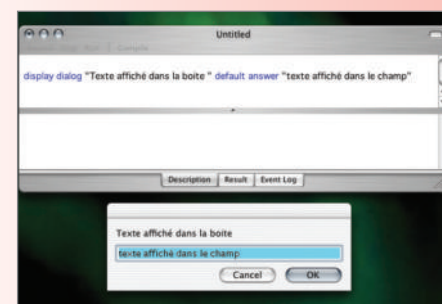 Untitled
Compile
display dialog "Texte affiché dans la boite " default answer "texte affiché dans le champ"
Description Result Event Log
Texte affiché dans la boite
texte affiché dans le champ
Cancel OK